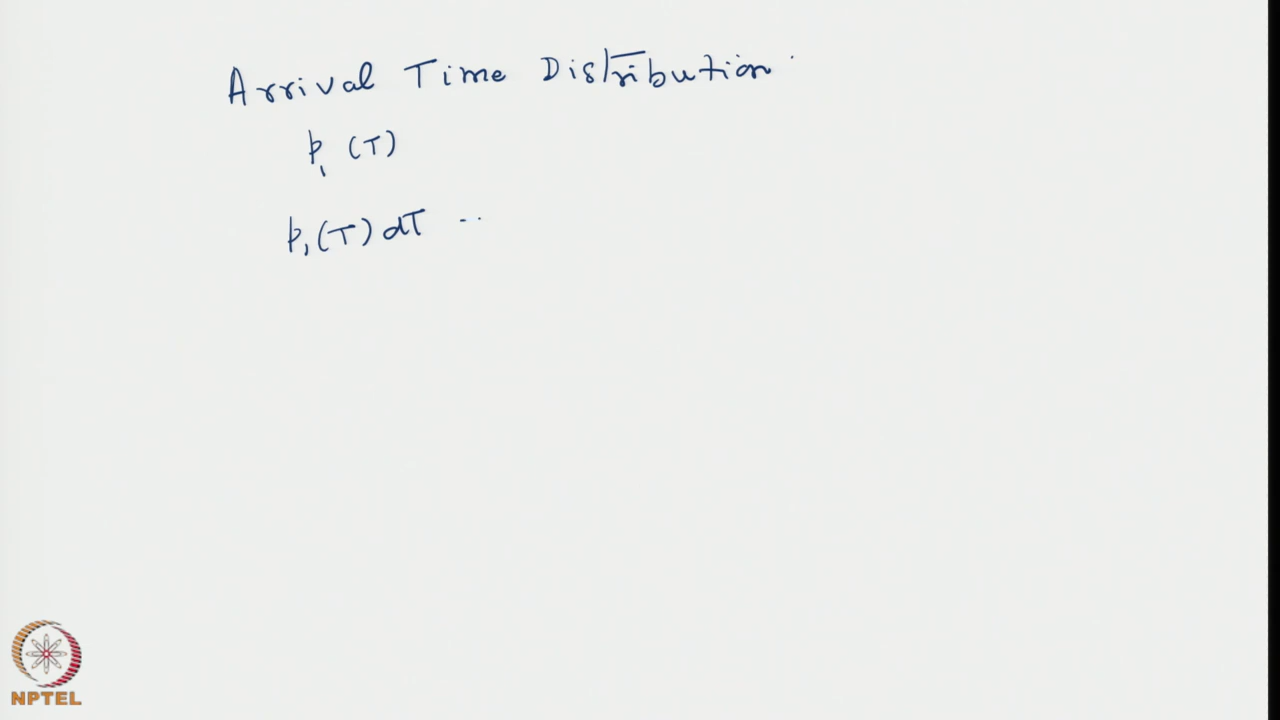 Arrival Time Distribution.
p₁ (T)
p₁(T) dT --
NPTEL